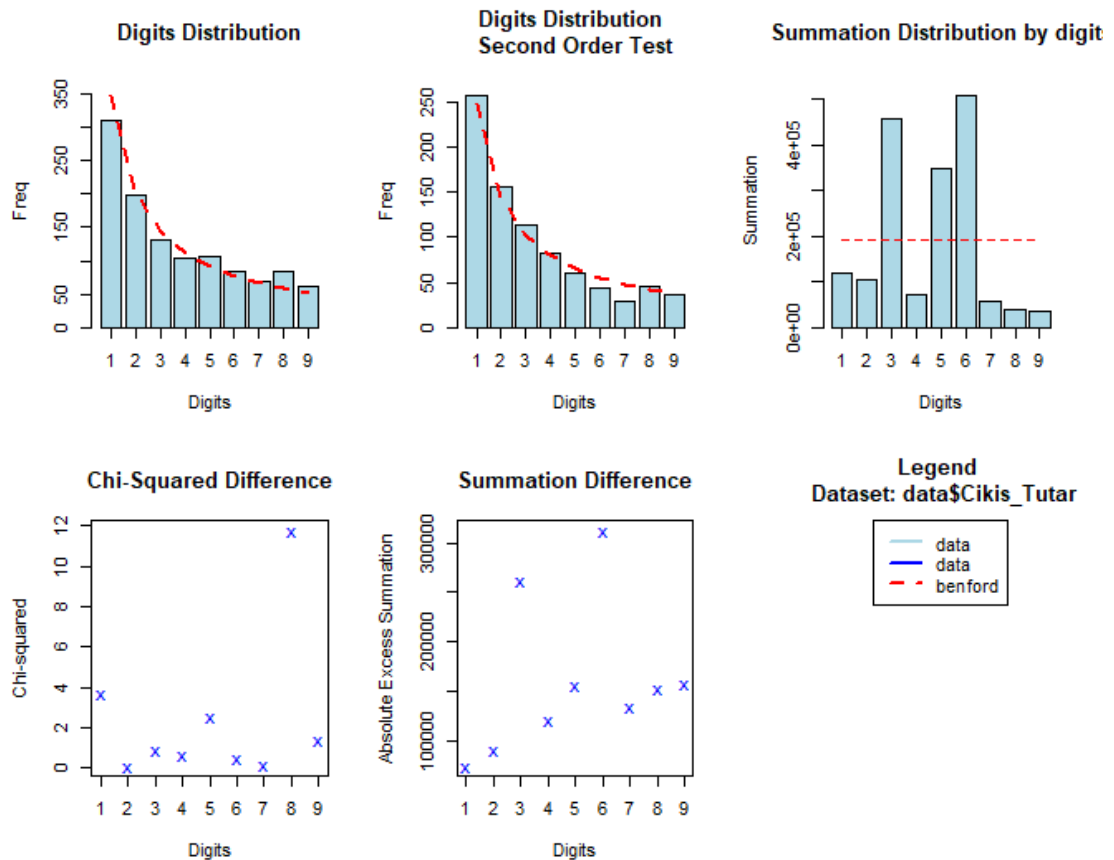 Digits Distribution
Freq
0
50
150
250
350
1 2 3 4 5 6 7 8 9
Digits
Digits Distribution
Second Order Test
Freq
0
50
100
150
200
250
1 2 3 4 5 6 7 8 9
Digits
Summation Distribution by digits
Summation
0e+00
2e+05
4e+05
1 2 3 4 5 6 7 8 9
Digits
Chi-Squared Difference
Chi-squared
0
2
4
6
8
10
12
1 2 3 4 5 6 7 8 9
Digits
Summation Difference
Absolute Excess Summation
100000
200000
300000
1 2 3 4 5 6 7 8 9
Digits
Legend
Dataset: data$Cikis_Tutar
data
data
benford